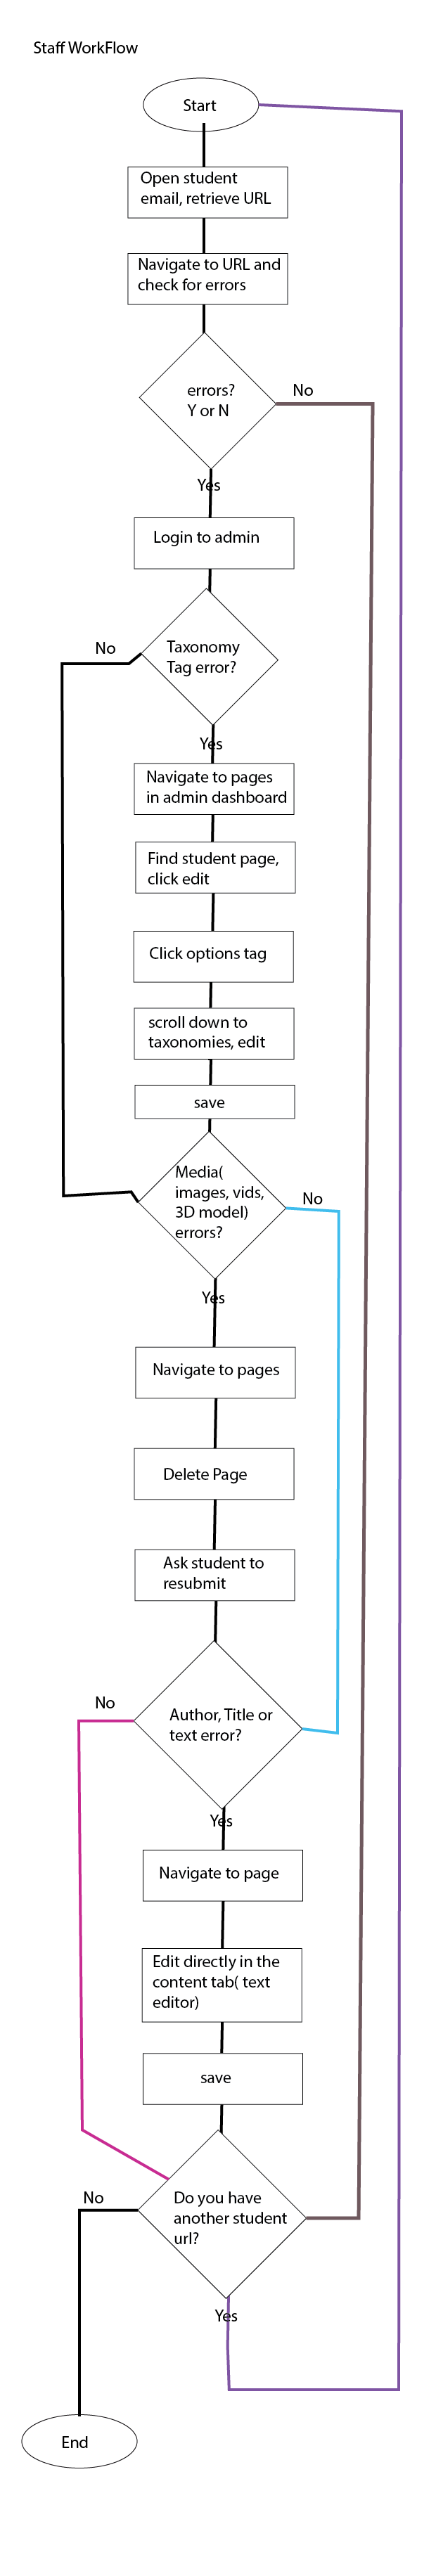 Staff WorkFlow
Start
Open student
email, retrieve URL
Navigate to URL and
check for errors
errors?
Y or N
No
Yes
Login to admin
No
Taxonomy
Tag error?
Yes
Navigate to pages
in admin dashboard
Find student page,
click edit
Click options tag
scroll down to
taxonomies, edit
save
Media(
images, vids,
3D model)
errors?
No
Yes
Navigate to pages
Delete Page
Ask student to
resubmit
No
Author, Title or
text error?
Yes
Navigate to page
Edit directly in the
content tab( text
editor)
save
No
Do you have
another student
url?
Yes
End